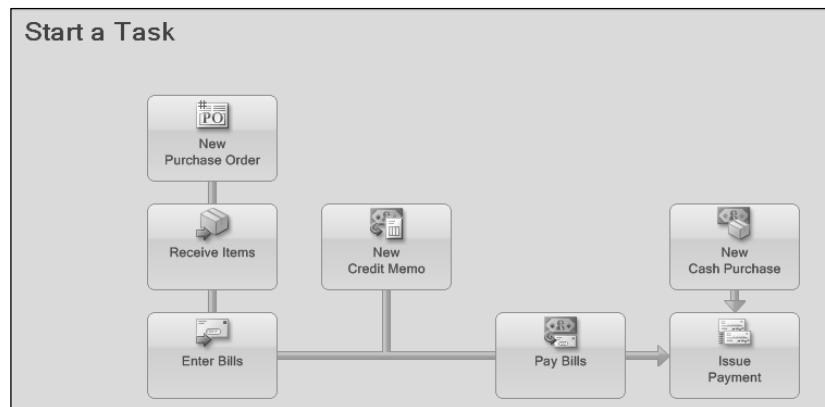 Start a Task
PO
New
Purchase Order
Receive Items
New
Credit Memo
New
Cash Purchase
Enter Bills
Pay Bills
Issue
Payment